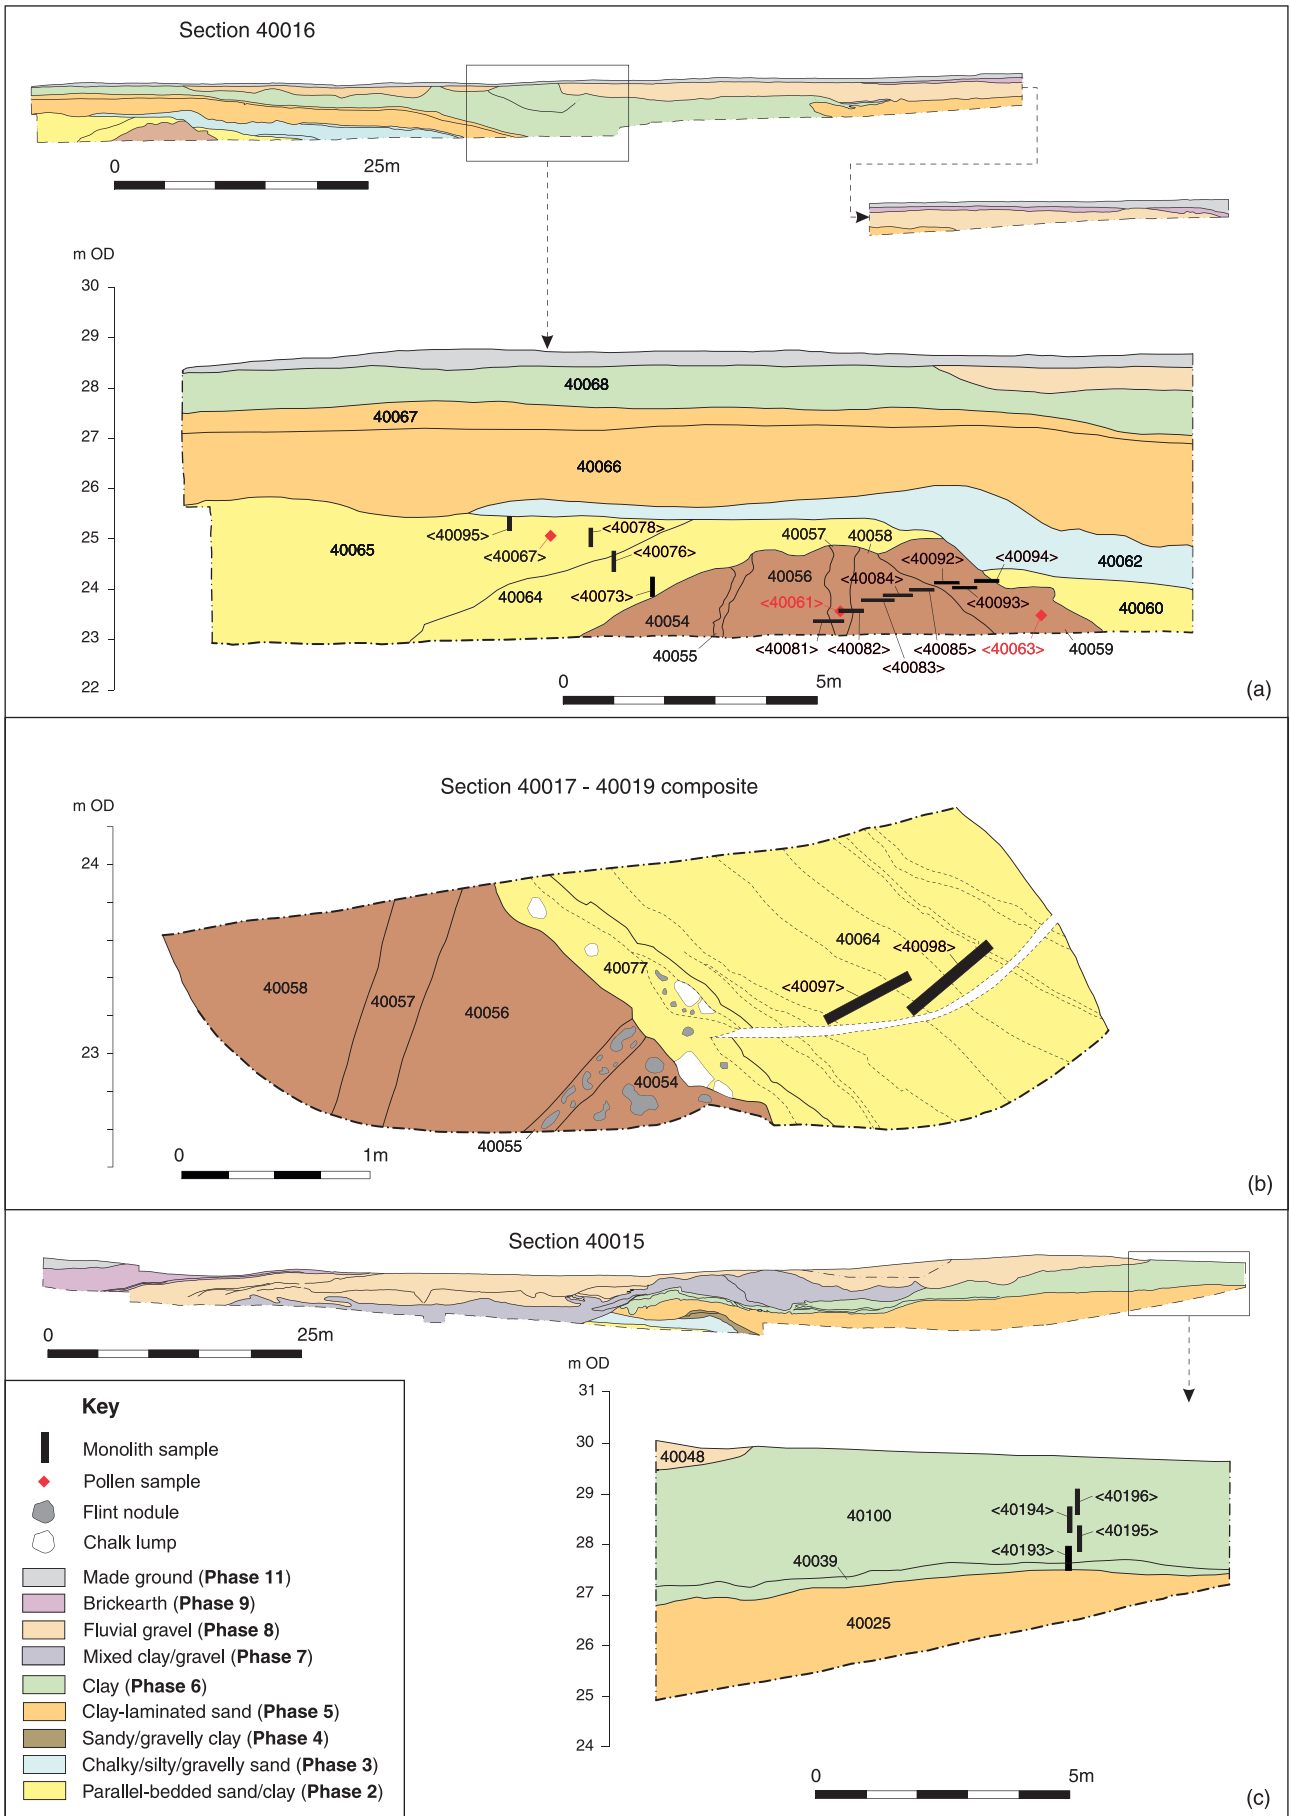 Section 40016
0 25m
m OD
30
29
28
27
26
25
24
23
22
40068
40067
40066
40065
<40095>
<40067>
<40078>
<40076>
<40073>
40064
40057
40058
<40092>
<40094>
40062
40056
<40084>
<40061>
<40093>
40060
40054
40055
<40081>
<40082>
<40083>
<40085>
<40063>
40059
0 5m
(a)
Section 40017 - 40019 composite
m OD
24
23
40064
<40098>
40077
<40097>
40058
40057
40056
40054
40055
0 1m
(b)
Section 40015
0 25m
m OD
31
30
29
28
27
26
25
24
40048
<40196>
<40194>
40100
<40195>
<40193>
40039
40025
0 5m
(c)
Key
Monolith sample
Pollen sample
Flint nodule
Chalk lump
Made ground (Phase 11)
Brickearth (Phase 9)
Fluvial gravel (Phase 8)
Mixed clay/gravel (Phase 7)
Clay (Phase 6)
Clay-laminated sand (Phase 5)
Sandy/gravelly clay (Phase 4)
Chalky/silty/gravelly sand (Phase 3)
Parallel-bedded sand/clay (Phase 2)